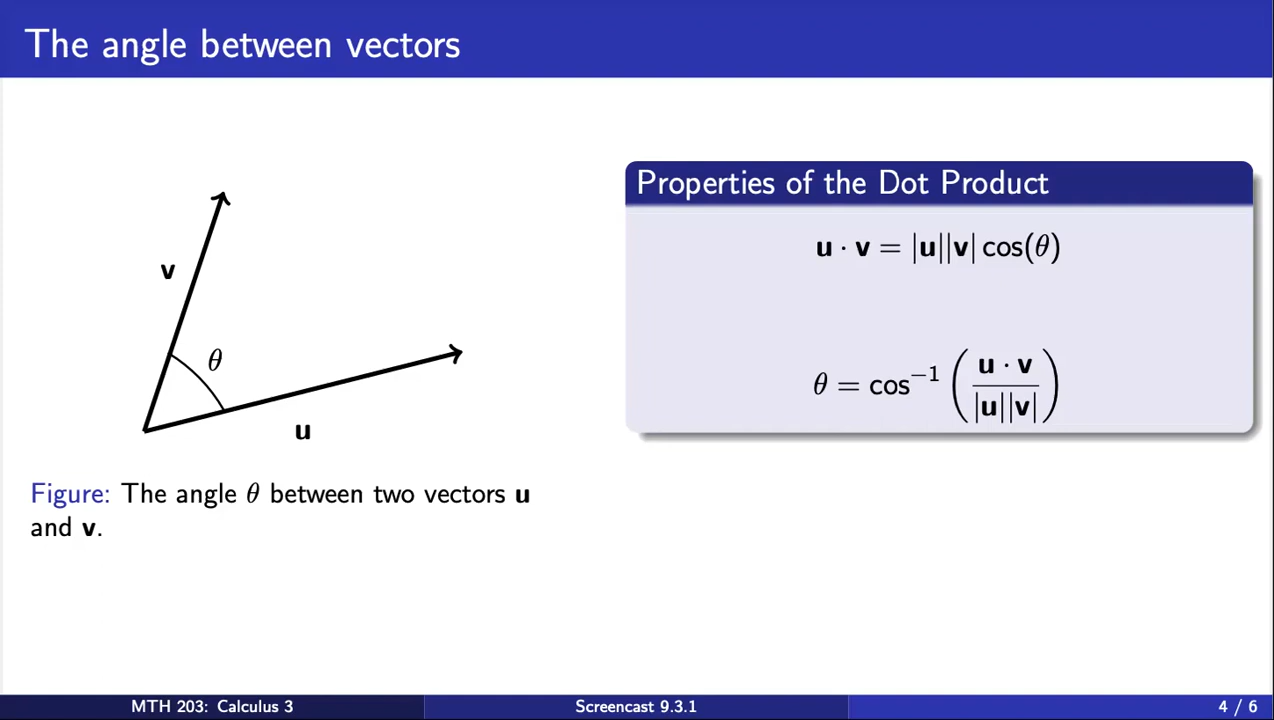 The angle between vectors
v
θ
u
Figure: The angle θ between two vectors u
and v.
Properties of the Dot Product
u · v = |u||v| cos(θ)
θ = cos⁻¹ (u · v / |u||v|)
MTH 203: Calculus 3
Screencast 9.3.1
4 / 6